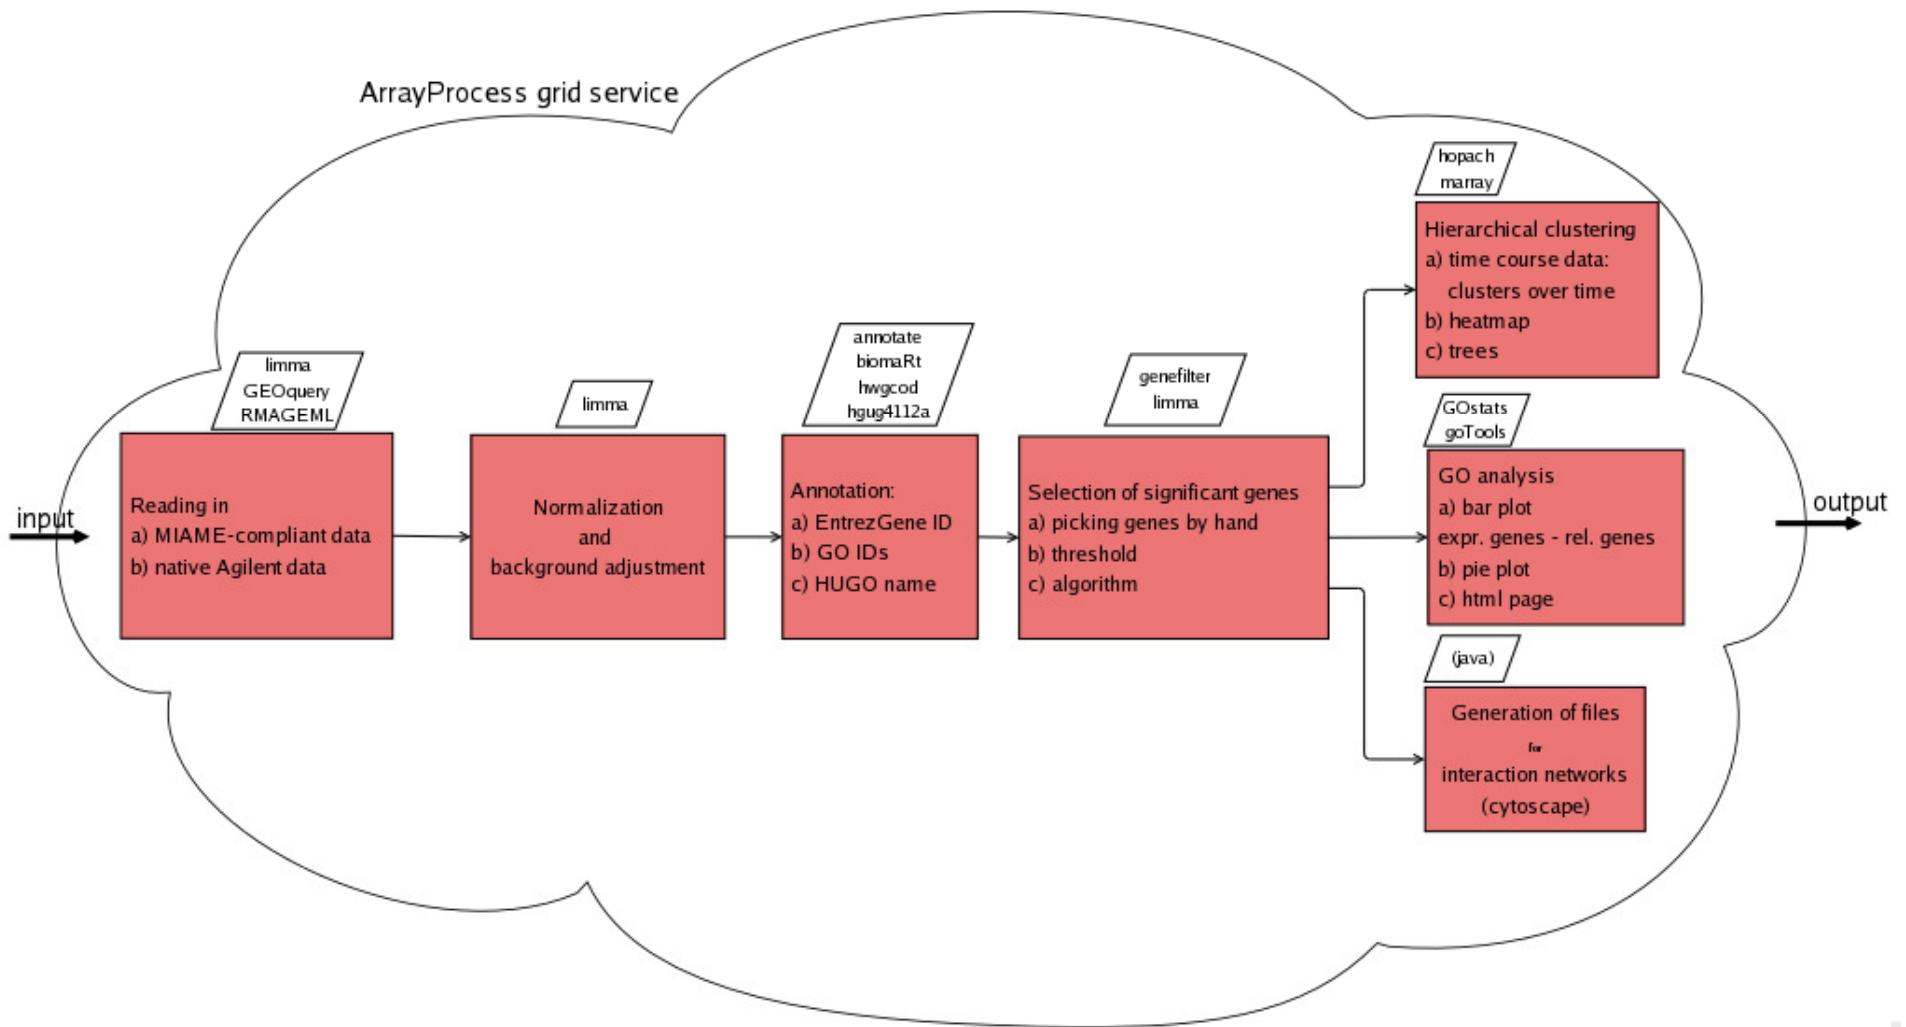 ArrayProcess grid service
input
limma
GEOquery
RMAGEML
Reading in
a) MIAME-compliant data
b) native Agilent data
limma
Normalization
and
background adjustment
annotate
biomaRt
hwgcod
hgug4112a
Annotation:
a) EntrezGene ID
b) GO IDs
c) HUGO name
genefilter
limma
Selection of significant genes
a) picking genes by hand
b) threshold
c) algorithm
hopach
marray
Hierarchical clustering
a) time course data:
clusters over time
b) heatmap
c) trees
GOstats
goTools
GO analysis
a) bar plot
expr. genes - rel. genes
b) pie plot
c) html page
(java)
Generation of files
for
interaction networks
(cytoscape)
output